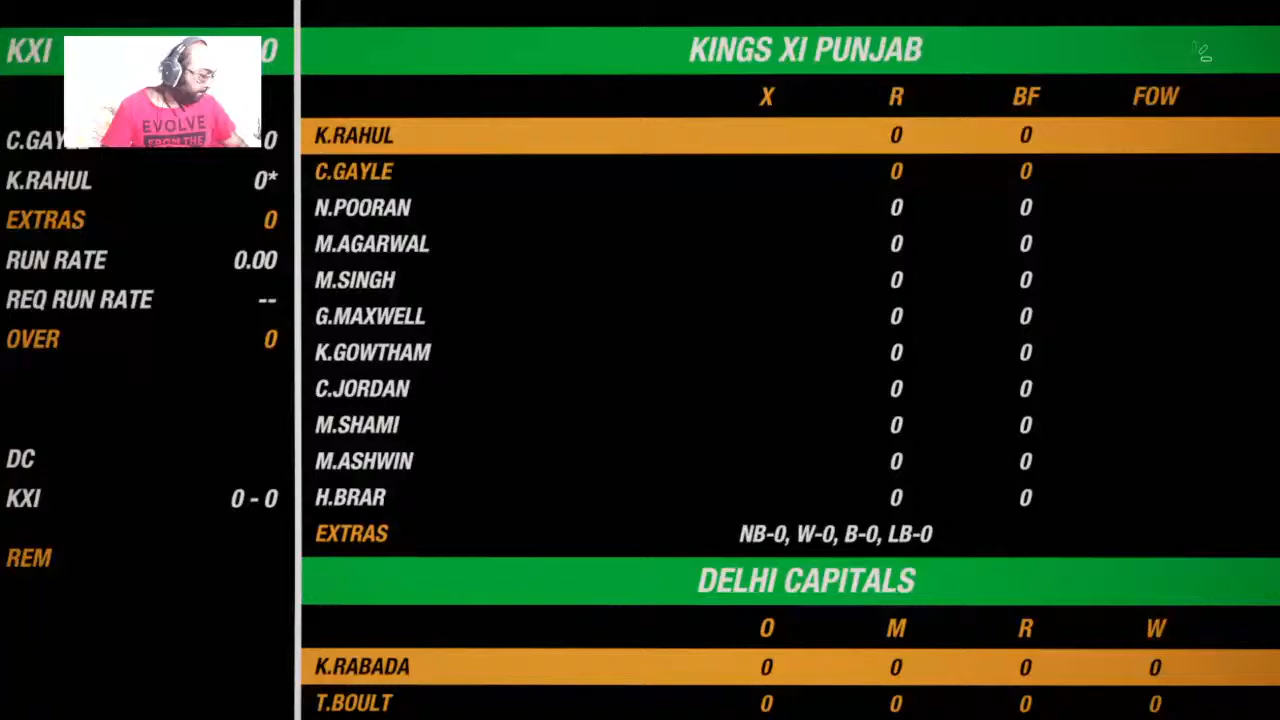 KXI 0
C.GAYLE 0
K.RAHUL 0*
EXTRAS 0
RUN RATE 0.00
REQ RUN RATE --
OVER 0
DC
KXI 0 - 0
REM
EVOLVE
FROM THE
KINGS XI PUNJAB
X R BF FOW
K.RAHUL 0 0
C.GAYLE 0 0
N.POORAN 0 0
M.AGARWAL 0 0
M.SINGH 0 0
G.MAXWELL 0 0
K.GOWTHAM 0 0
C.JORDAN 0 0
M.SHAMI 0 0
M.ASHWIN 0 0
H.BRAR 0 0
EXTRAS NB-0, W-0, B-0, LB-0
DELHI CAPITALS
O M R W
K.RABADA 0 0 0 0
T.BOULT 0 0 0 0